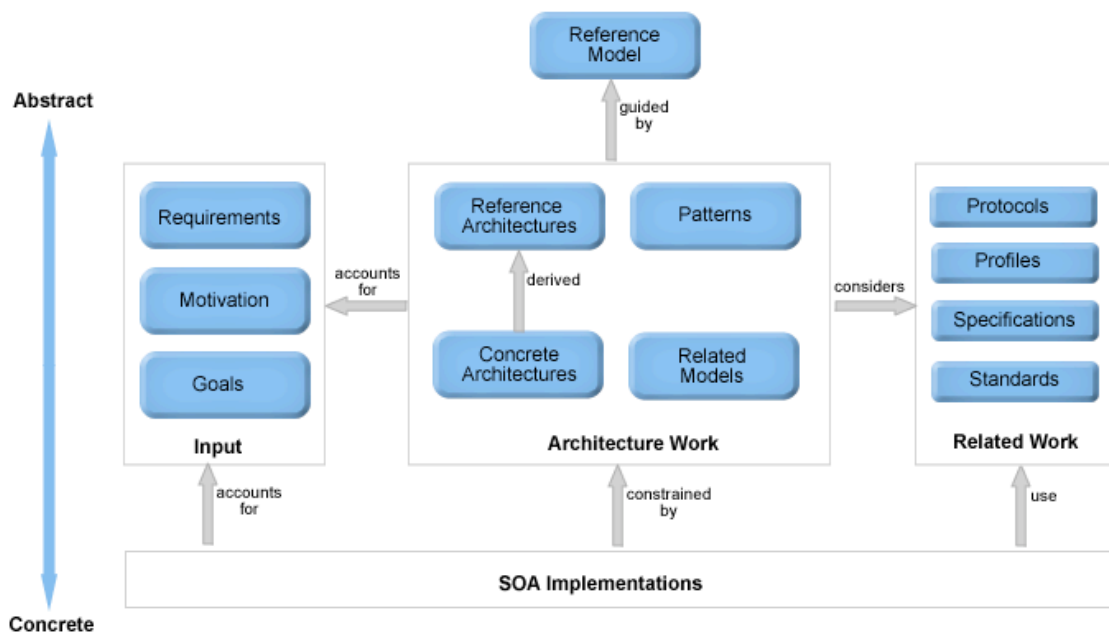 Reference
Model
Abstract
guided
by
Requirements
Reference
Architectures
Patterns
Protocols
Profiles
accounts
for
derived
considers
Motivation
Specifications
Concrete
Architectures
Related
Models
Goals
Standards
Input
Architecture Work
Related Work
accounts
for
constrained
by
use
SOA Implementations
Concrete